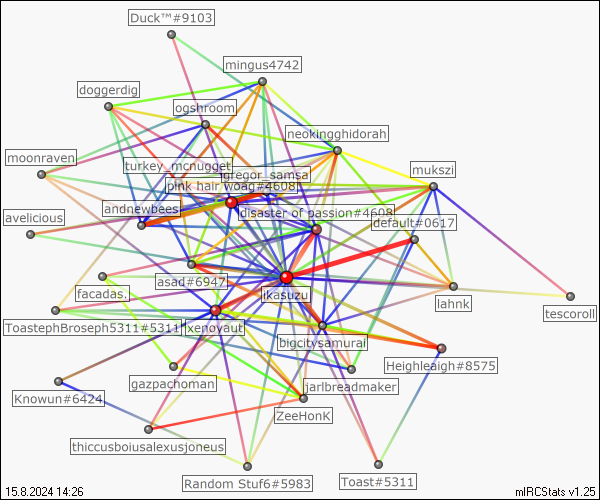 Duck™#9103
mingus4742
doggerdig
ogshroom
neokingghidorah
moonraven
turkey_mcnugget
gregor_samsa
mukszi
pink hair woag#4608
andnewbees
disaster of passion#4608
avelicious
default#0617
asad#6947
facadas.
ikasuzu
lahnk
tescoroll
ToastephBroseph5311#5311
xenoyaut
bigcitysamurai
Heighleaigh#8575
gazpachoman
jarlbreadmaker
Knowun#6424
ZeeHonK
thiccusboiusalexusjoneus
Random Stuf6#5983
Toast#5311
15.8.2024 14:26
mIRCStats v1.25